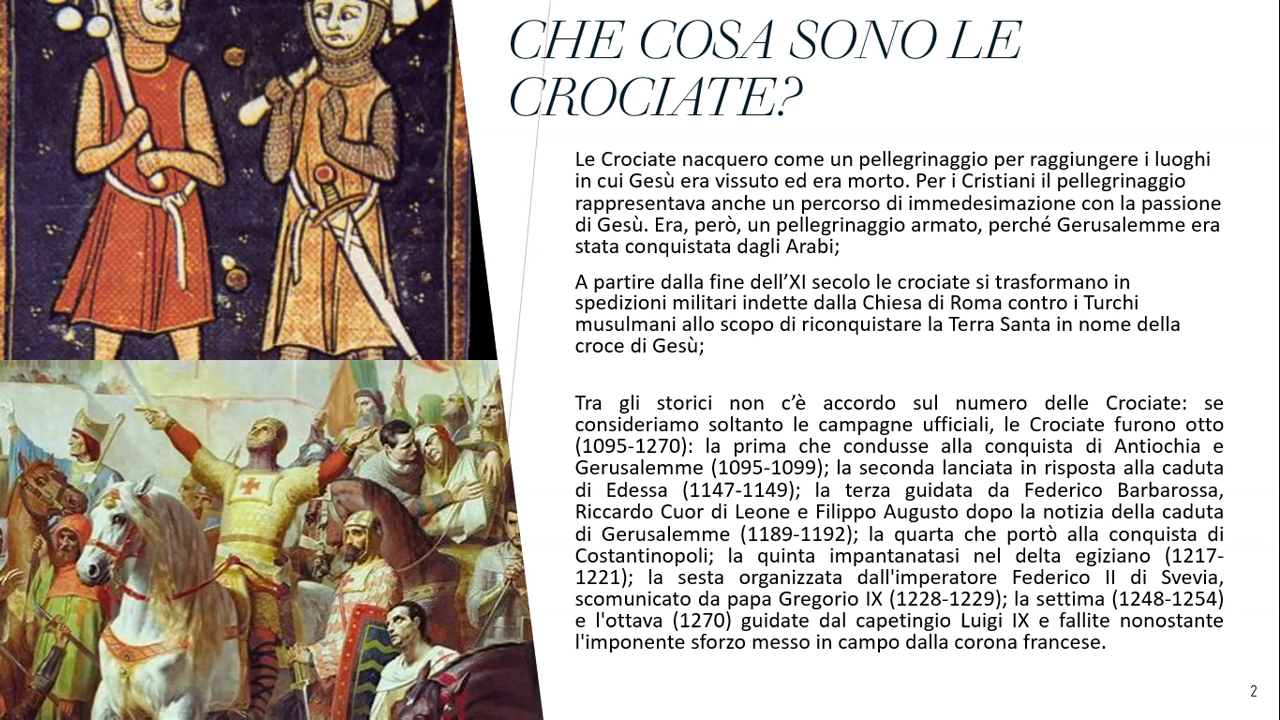 CHE COSA SONO LE
CROCIATE?
Le Crociate nacquero come un pellegrinaggio per raggiungere i luoghi
in cui Gesù era vissuto ed era morto. Per i Cristiani il pellegrinaggio
rappresentava anche un percorso di immedesimazione con la passione
di Gesù. Era, però, un pellegrinaggio armato, perché Gerusalemme era
stata conquistata dagli Arabi;
A partire dalla fine dell’XI secolo le crociate si trasformano in
spedizioni militari indette dalla Chiesa di Roma contro i Turchi
musulmani allo scopo di riconquistare la Terra Santa in nome della
croce di Gesù;
Tra gli storici non c’è accordo sul numero delle Crociate: se
consideriamo soltanto le campagne ufficiali, le Crociate furono otto
(1095-1270): la prima che condusse alla conquista di Antiochia e
Gerusalemme (1095-1099); la seconda lanciata in risposta alla caduta
di Edessa (1147-1149); la terza guidata da Federico Barbarossa,
Riccardo Cuor di Leone e Filippo Augusto dopo la notizia della caduta
di Gerusalemme (1189-1192); la quarta che portò alla conquista di
Costantinopoli; la quinta impantanatasi nel delta egiziano (1217-
1221); la sesta organizzata dall'imperatore Federico II di Svevia,
scomunicato da papa Gregorio IX (1228-1229); la settima (1248-1254)
e l'ottava (1270) guidate dal capetingio Luigi IX e fallite nonostante
l'imponente sforzo messo in campo dalla corona francese.
2